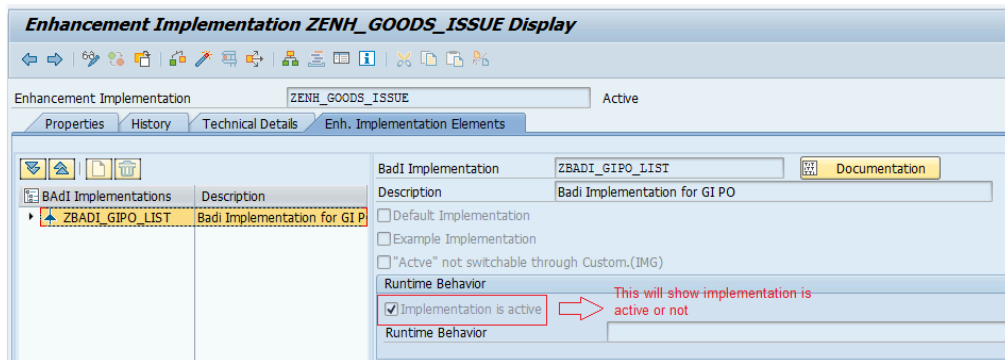 Enhancement Implementation ZENH_GOODS_ISSUE Display
Enhancement Implementation ZENH_GOODS_ISSUE Active
Properties History Technical Details Enh. Implementation Elements
BadI Implementation ZBADI_GIPO_LIST Documentation
BAdI Implementations Description
Description Badi Implementation for GI PO
ZBADI_GIPO_LIST Badi Implementation for GI P
Default Implementation
Example Implementation
"Actve" not switchable through Custom.(IMG)
Runtime Behavior
Implementation is active
This will show implementation is
active or not
Runtime Behavior